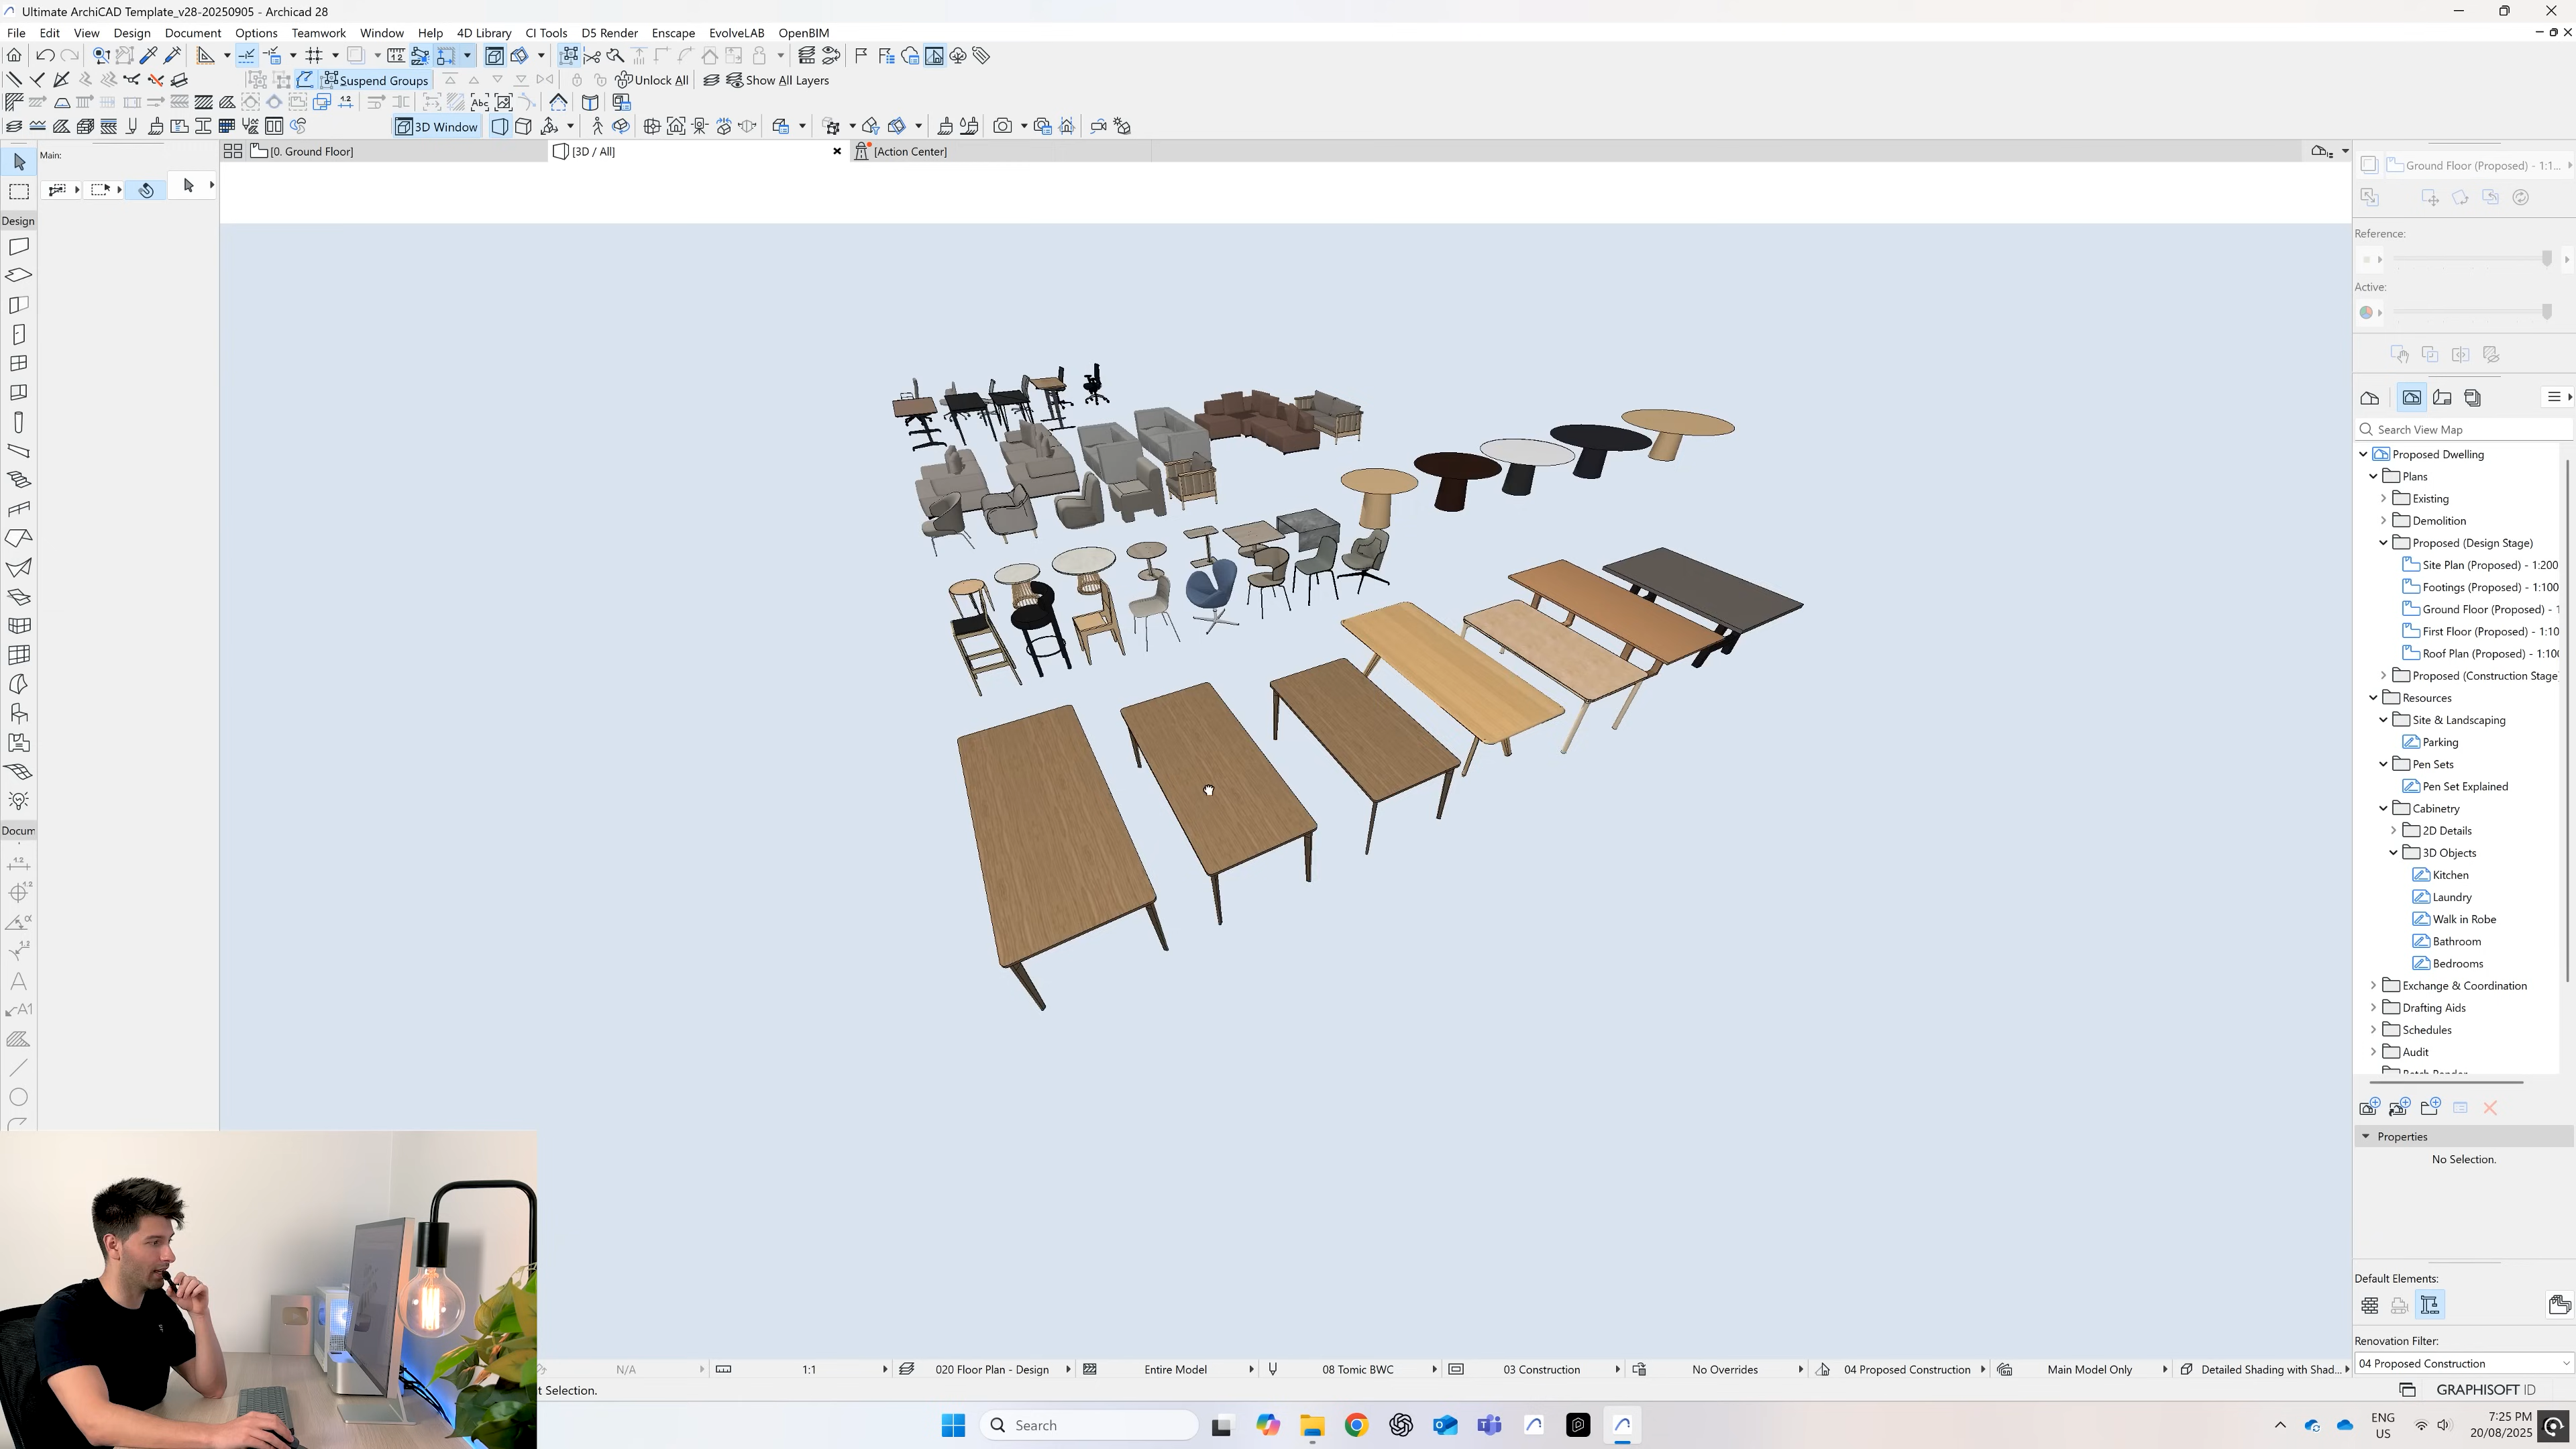 Ultimate ArchiCAD Template_v28-20250905 - Archicad 28
File Edit View Design Document Options Teamwork Window Help 4D Library CI Tools D5 Render Enscape EvolveLAB OpenBIM
Suspend Groups Unlock All Show All Layers
3D Window
Main:
[0. Ground Floor] [3D / All] [Action Center]
Ground Floor (Proposed) - 1:1...
Design
Reference:
Active:
Search View Map
Proposed Dwelling
Plans
Existing
Demolition
Proposed (Design Stage)
Site Plan (Proposed) - 1:200
Footings (Proposed) - 1:100
Ground Floor (Proposed) - 1
First Floor (Proposed) - 1:10
Roof Plan (Proposed) - 1:100
Proposed (Construction Stage
Resources
Site & Landscaping
Parking
Pen Sets
Pen Set Explained
Cabinetry
2D Details
3D Objects
Kitchen
Laundry
Walk in Robe
Bathroom
Bedrooms
Exchange & Coordination
Drafting Aids
Schedules
Audit
Docum
Properties
No Selection.
Default Elements:
Renovation Filter:
04 Proposed Construction
N/A 1:1 020 Floor Plan - Design Entire Model 08 Tomic BWC 03 Construction No Overrides 04 Proposed Construction Main Model Only Detailed Shading with Shad...
t Selection.
GRAPHISOFT ID
Search
ENG
US
7:25 PM
20/08/2025